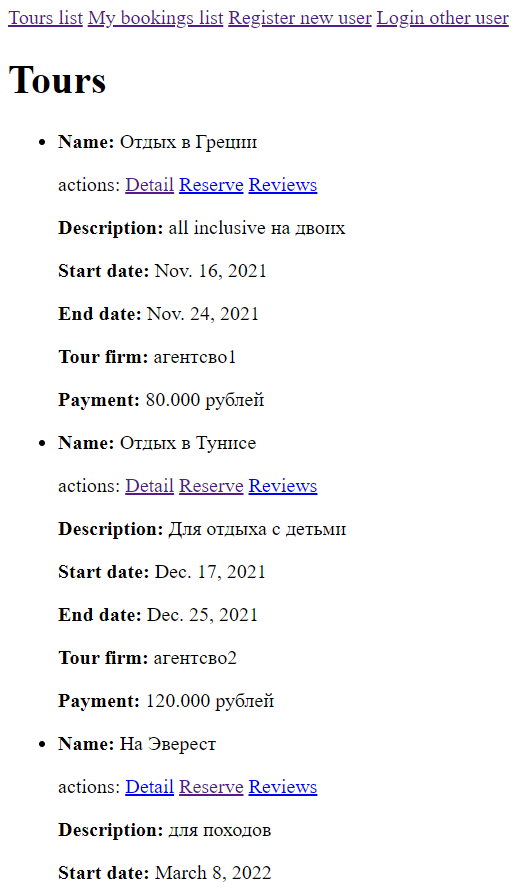 Tours list My bookings list Register new user Login other user
Tours
Name: Отдых в Греции
actions: Detail Reserve Reviews
Description: all inclusive на двоих
Start date: Nov. 16, 2021
End date: Nov. 24, 2021
Tour firm: агентсво1
Payment: 80.000 рублей
Name: Отдых в Тунисе
actions: Detail Reserve Reviews
Description: Для отдыха с детьми
Start date: Dec. 17, 2021
End date: Dec. 25, 2021
Tour firm: агентсво2
Payment: 120.000 рублей
Name: На Эверест
actions: Detail Reserve Reviews
Description: для походов
Start date: March 8, 2022